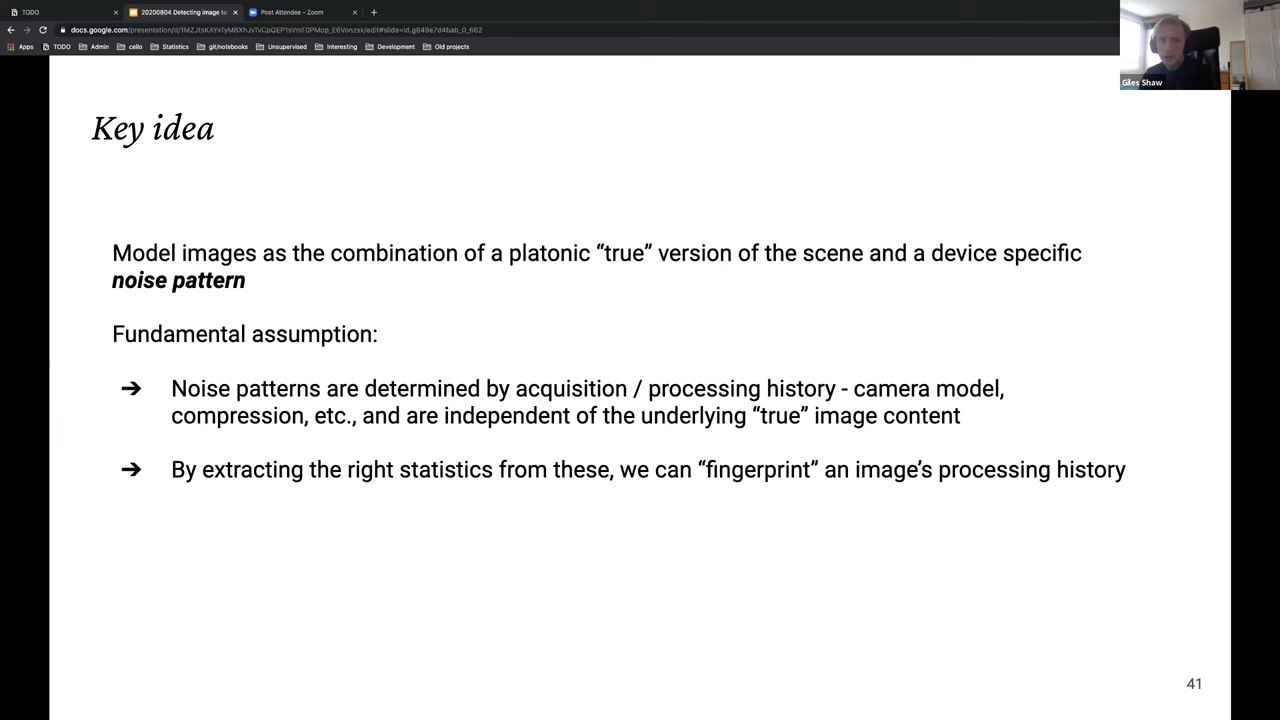 TODO
20200804 Detecting image ta
Post Attendee - Zoom
Apps
TODO
Admin
cello
Statistics
git/notebooks
Unsupervised
Interesting
Development
Old projects
Giles Shaw
Key idea
Model images as the combination of a platonic “true” version of the scene and a device specific
noise pattern
Fundamental assumption:
➔ Noise patterns are determined by acquisition / processing history - camera model,
compression, etc., and are independent of the underlying “true” image content
➔ By extracting the right statistics from these, we can “fingerprint” an image’s processing history
41